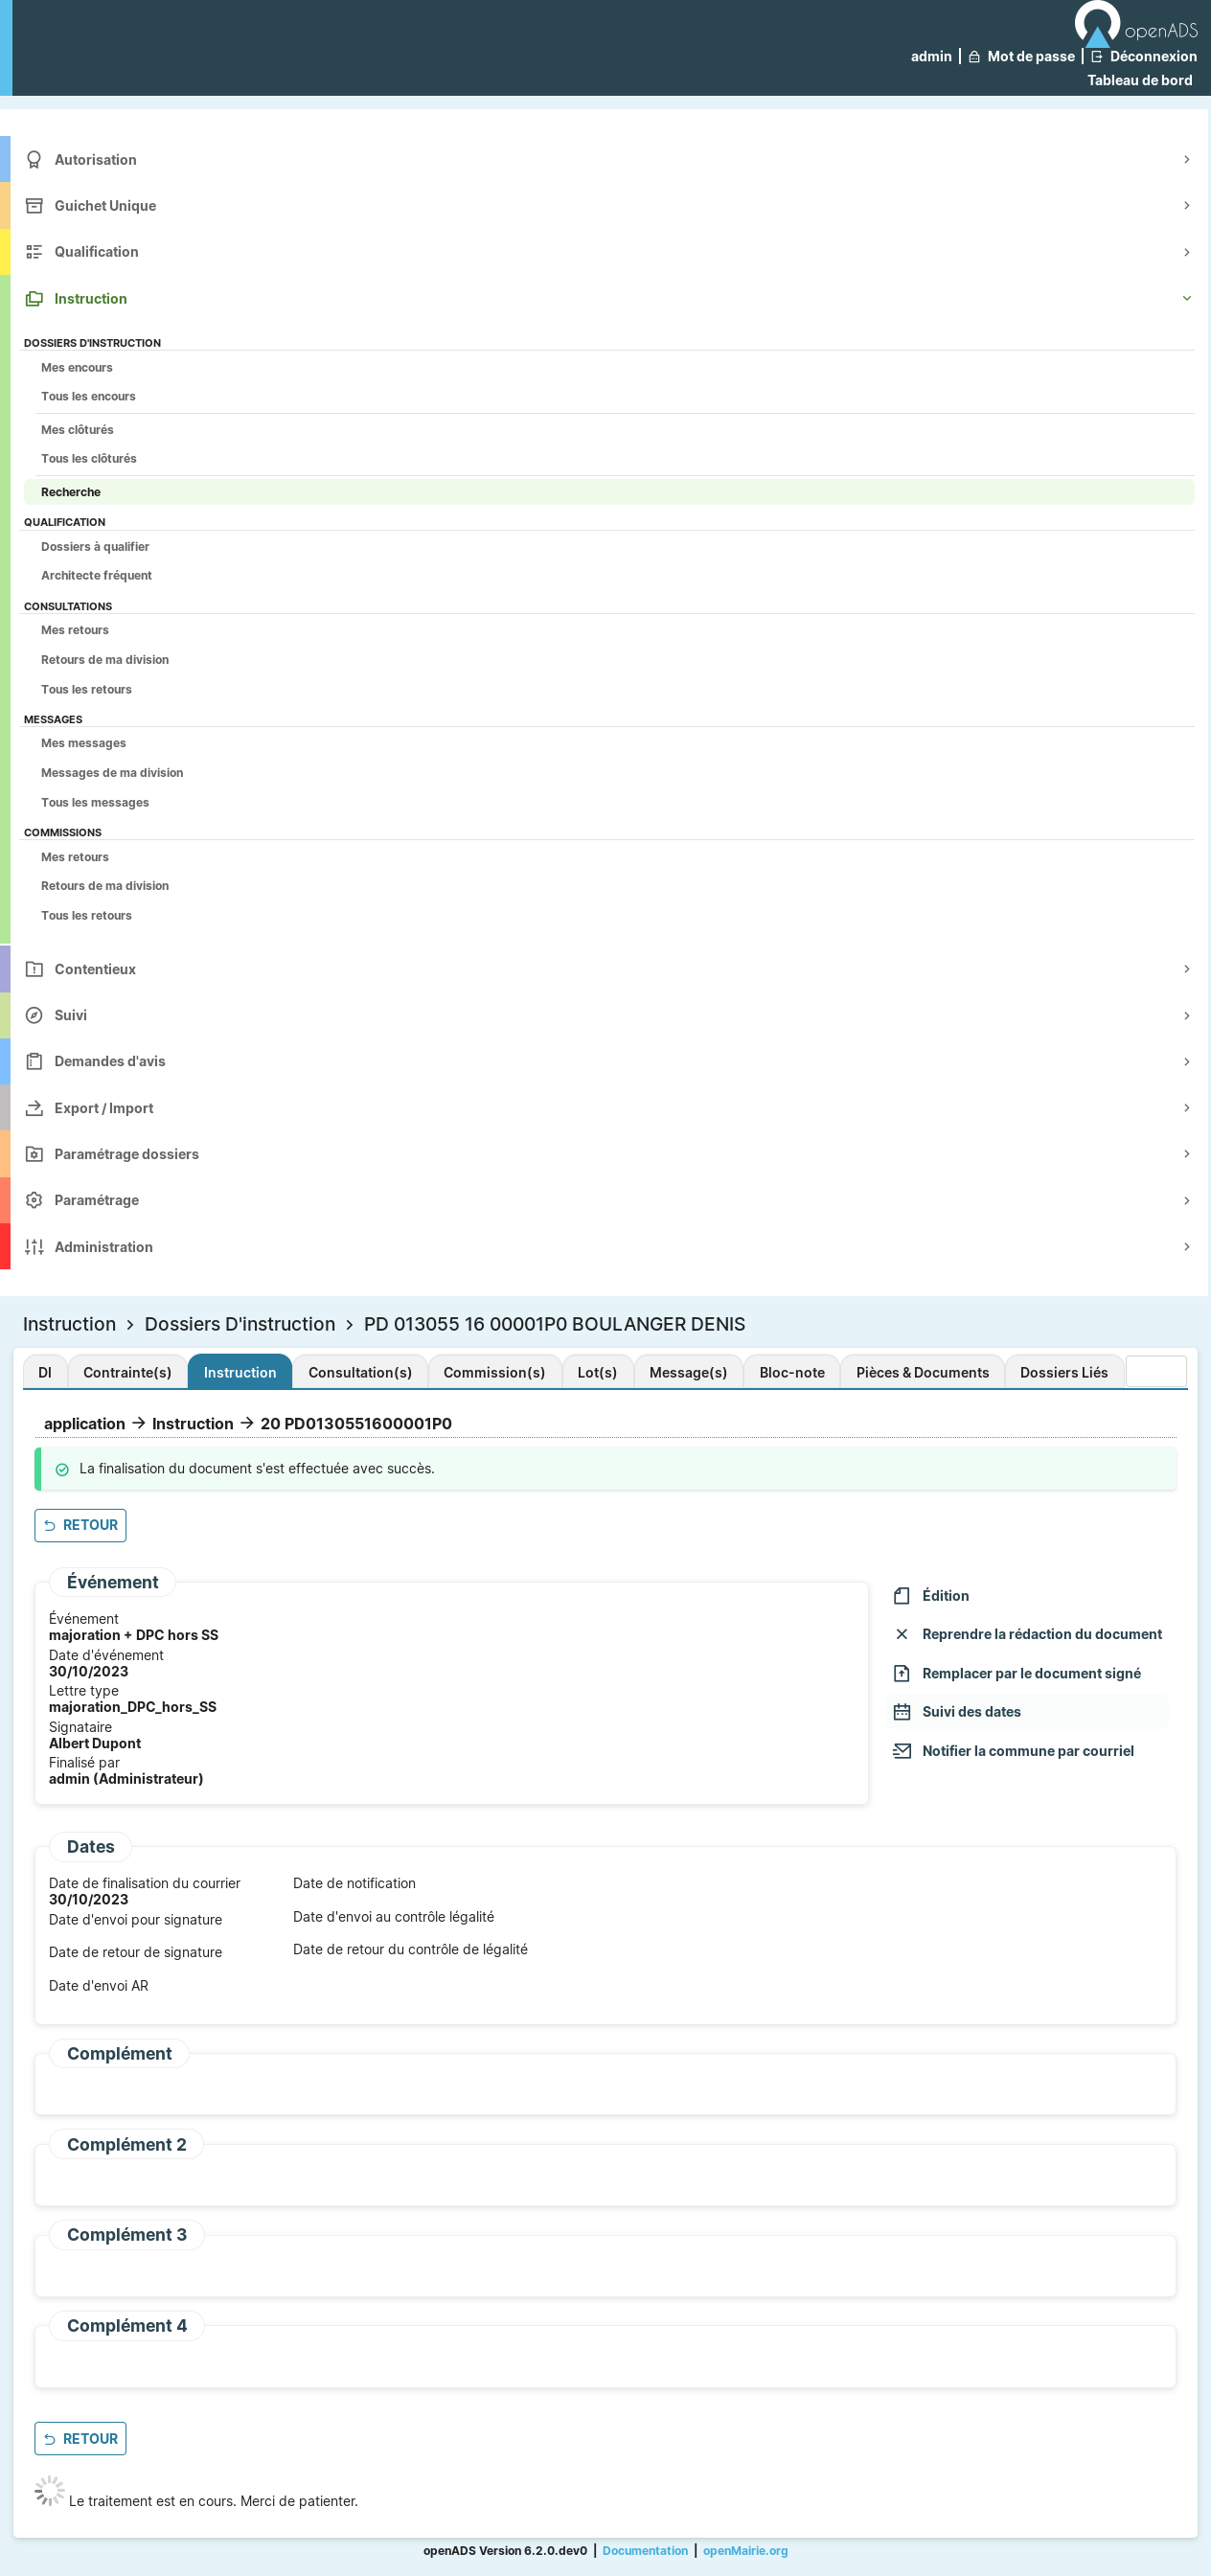 openADS
admin | Mot de passe | Déconnexion
Tableau de bord
Autorisation
Guichet Unique
Qualification
Instruction
DOSSIERS D'INSTRUCTION
Mes encours
Tous les encours
Mes clôturés
Tous les clôturés
Recherche
QUALIFICATION
Dossiers à qualifier
Architecte fréquent
CONSULTATIONS
Mes retours
Retours de ma division
Tous les retours
MESSAGES
Mes messages
Messages de ma division
Tous les messages
COMMISSIONS
Mes retours
Retours de ma division
Tous les retours
Contentieux
Suivi
Demandes d'avis
Export / Import
Paramétrage dossiers
Paramétrage
Administration
Instruction > Dossiers D'instruction > PD 013055 16 00001P0 BOULANGER DENIS
DI Contrainte(s) Instruction Consultation(s) Commission(s) Lot(s) Message(s) Bloc-note Pièces & Documents Dossiers Liés
application → Instruction → 20 PD0130551600001P0
La finalisation du document s'est effectuée avec succès.
RETOUR
Événement
Événement
majoration + DPC hors SS
Date d'événement
30/10/2023
Lettre type
majoration_DPC_hors_SS
Signataire
Albert Dupont
Finalisé par
admin (Administrateur)
Édition
Reprendre la rédaction du document
Remplacer par le document signé
Suivi des dates
Notifier la commune par courriel
Dates
Date de finalisation du courrier
30/10/2023
Date d'envoi pour signature
Date de retour de signature
Date d'envoi AR
Date de notification
Date d'envoi au contrôle légalité
Date de retour du contrôle de légalité
Complément
Complément 2
Complément 3
Complément 4
RETOUR
Le traitement est en cours. Merci de patienter.
openADS Version 6.2.0.dev0 | Documentation | openMairie.org